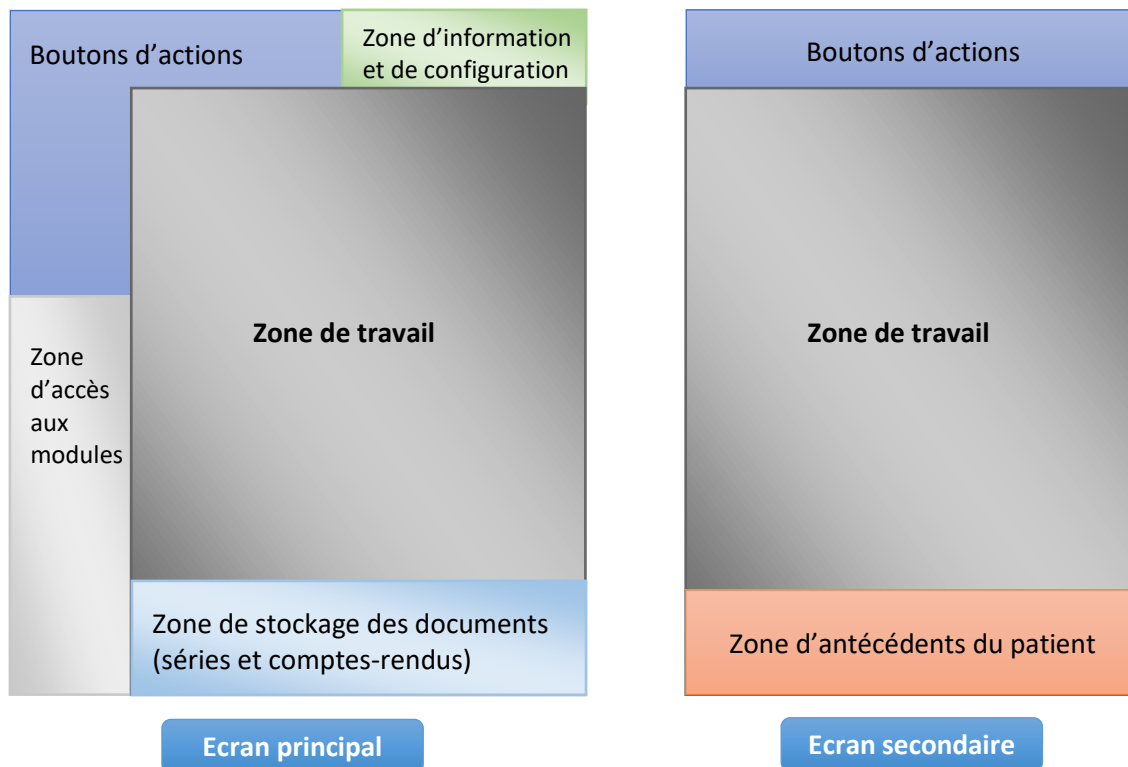 Boutons d’actions
Zone d’information
et de configuration
Zone de travail
Zone
d’accès
aux
modules
Zone de stockage des documents
(séries et comptes-rendus)
Ecran principal
Boutons d’actions
Zone de travail
Zone d’antécédents du patient
Ecran secondaire